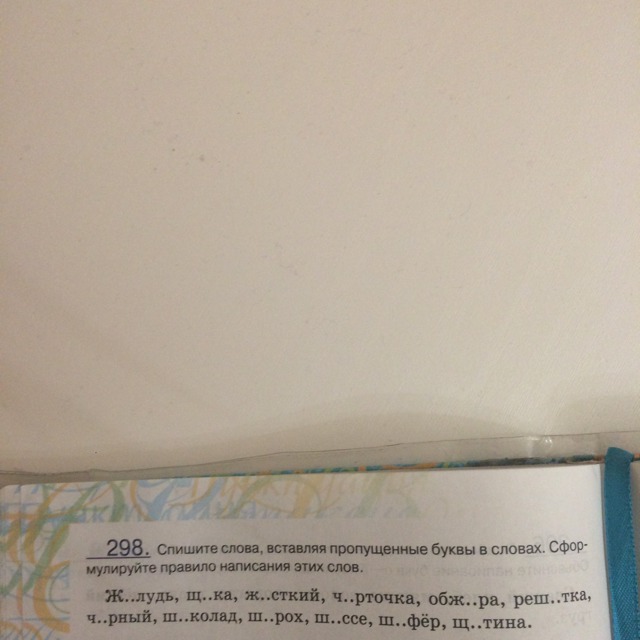 298. Спишите слова, вставляя пропущенные буквы в словах. Сфор-
мулируйте правило написания этих слов.
Ж..лудь, щ..ка, ж..сткий, ч..рточка, обж..ра, реш..тка,
ч..рный, ш..колад, ш..рох, ш..ссе, ш..фёр, щ..тина.